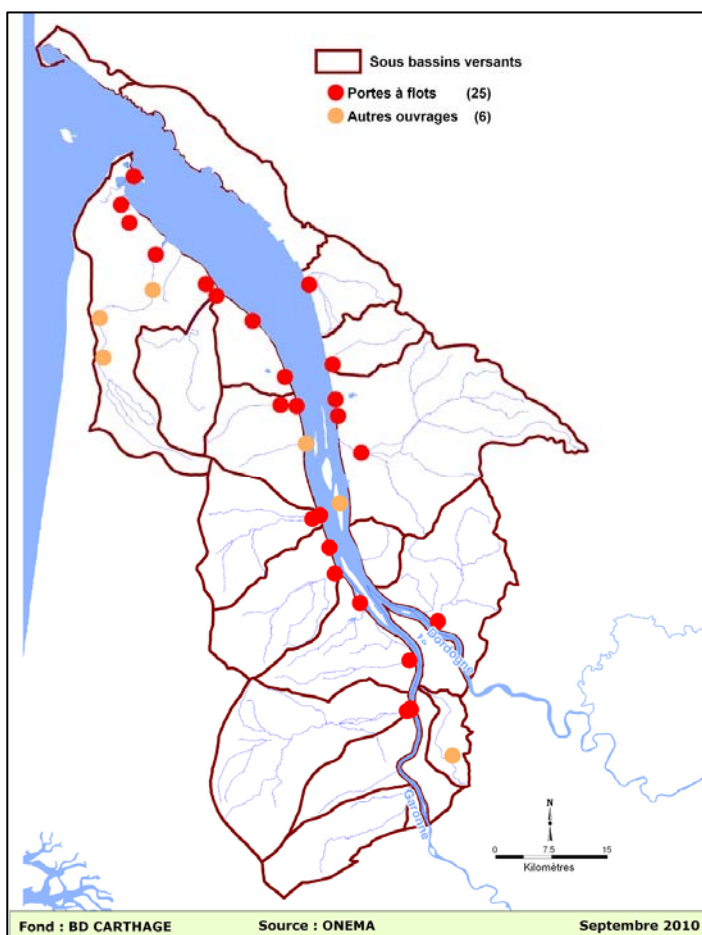 Sous bassins versants
Portes à flots (25)
Autres ouvrages (6)
Dordogne
Garonne
N
0 7.5 15
Kilomètres
Fond : BD CARTHAGE Source : ONEMA Septembre 2010